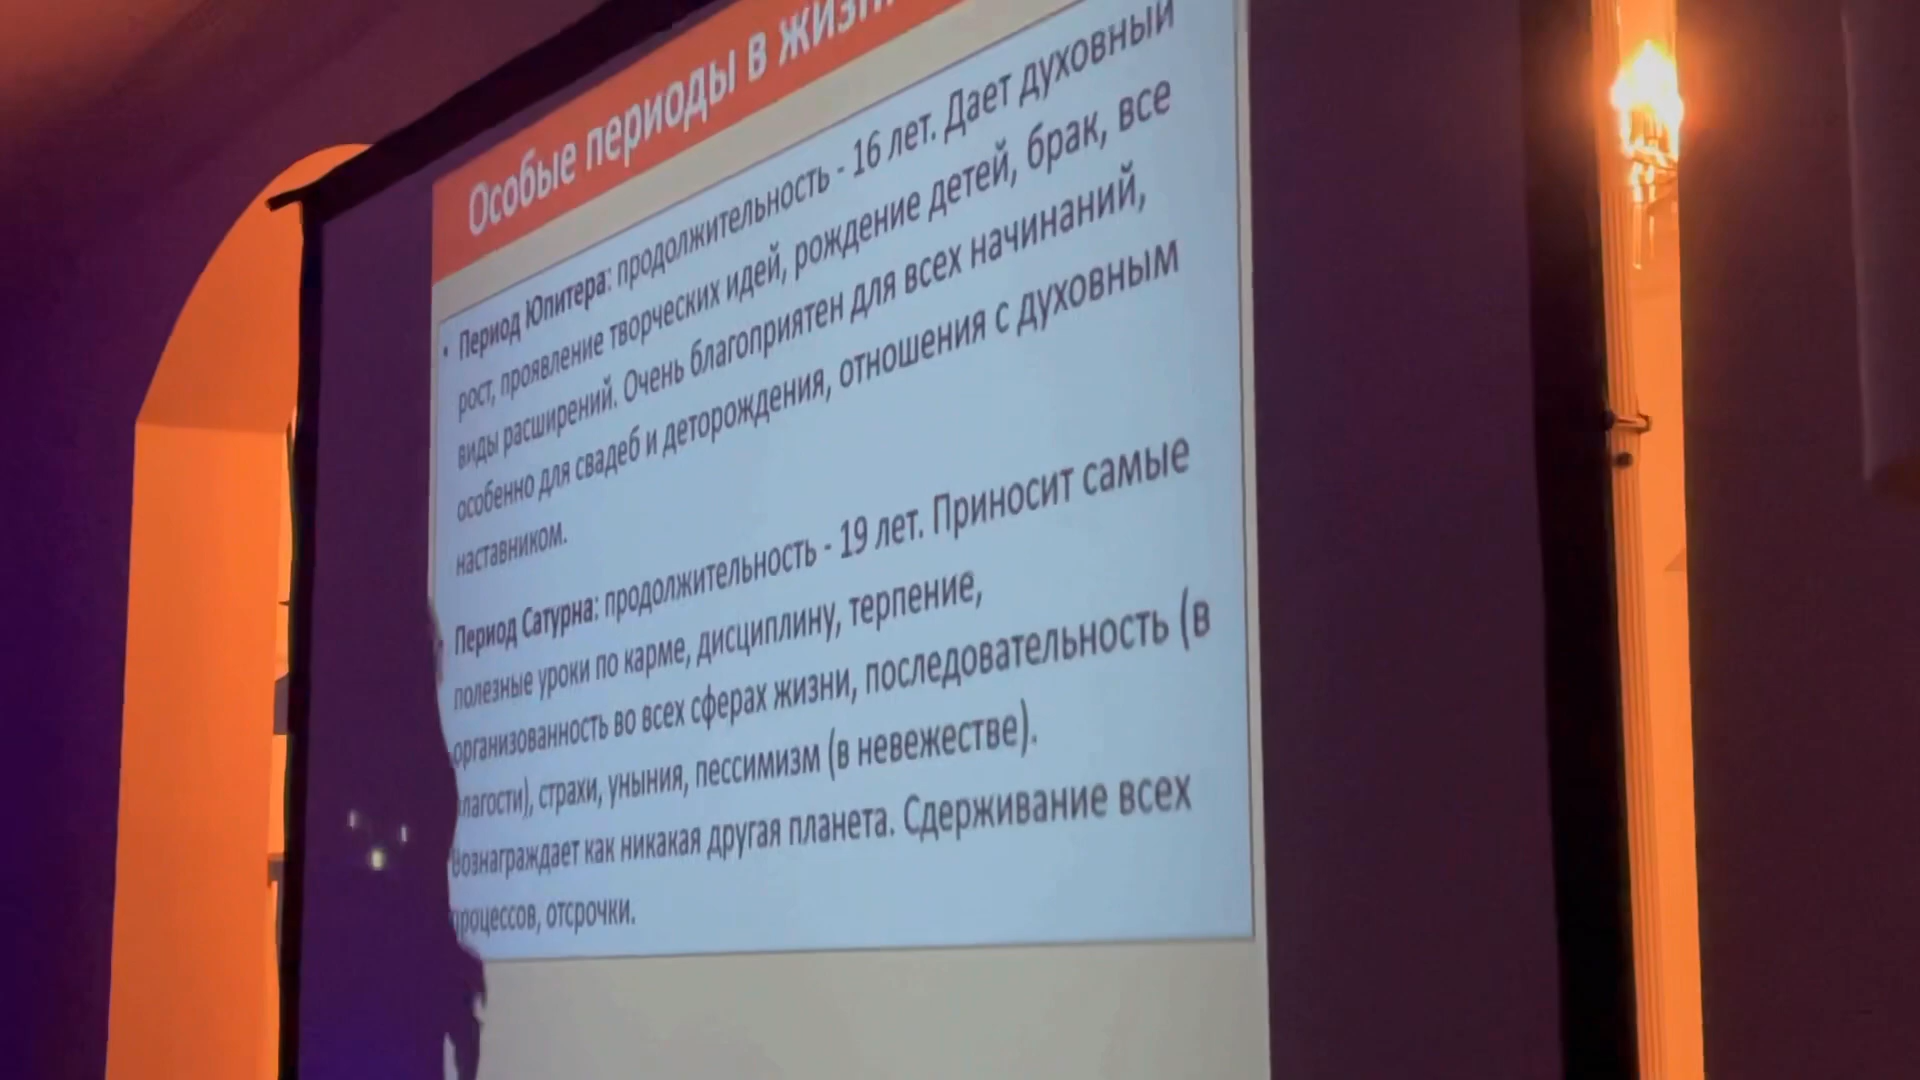 Особые периоды в
• Период Юпитера: продолжительность - 16 лет. Дает духовный
рост, проявление творческих идей, рождение детей, брак, все
виды расширений. Очень благоприятен для всех начинаний,
особенно для свадеб и деторождения, отношения с духовным
наставником.
Период Сатурна: продолжительность - 19 лет. Приносит самые
полезные уроки по карме, дисциплину, терпение,
организованность во всех сферах жизни, последовательность (в
страхи, уныния, пессимизм (в невежестве).
Вознаграждает как никакая другая планета. Сдерживание всех
отсрочки.